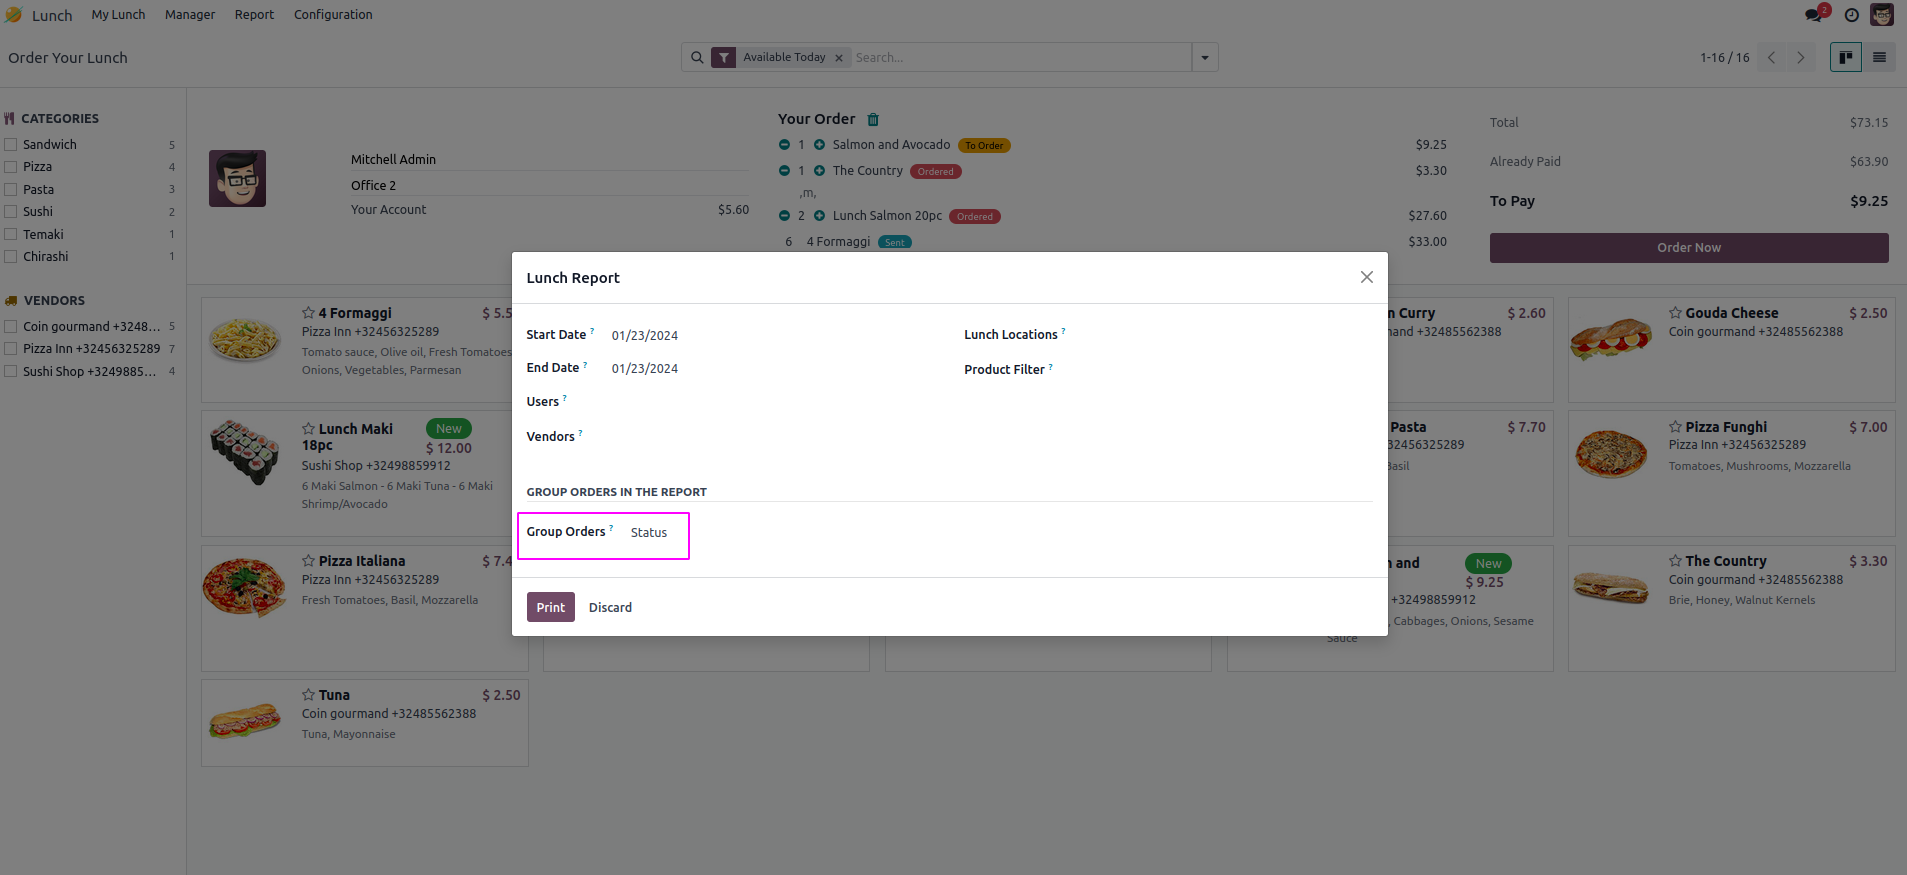 Lunch My Lunch Manager Report Configuration 2
Order Your Lunch Available Today × Search... 1-16 / 16
CATEGORIES
Sandwich 5
Pizza 4
Pasta 3
Sushi 2
Temaki 1
Chirashi 1
VENDORS
Coin gourmand +3248... 5
Pizza Inn +32456325289 7
Sushi Shop +3249885... 4
Mitchell Admin
Office 2
Your Account $5.60
Your Order
1 Salmon and Avocado To Order $9.25
1 The Country Ordered $3.30
,m,
2 Lunch Salmon 20pc Ordered $27.60
6 4 Formaggi Sent $33.00
Total $73.15
Already Paid $63.90
To Pay $9.25
Order Now
Lunch Report
Start Date ? 01/23/2024
End Date ? 01/23/2024
Users ?
Vendors ?
Lunch Locations ?
Product Filter ?
GROUP ORDERS IN THE REPORT
Group Orders ? Status
Print Discard
4 Formaggi $ 5.5
Pizza Inn +32456325289
Tomato sauce, Olive oil, Fresh Tomatoes
Onions, Vegetables, Parmesan
n Curry $ 2.60
nand +32485562388
Gouda Cheese $ 2.50
Coin gourmand +32485562388
Lunch Maki New
18pc $ 12.00
Sushi Shop +32498859912
6 Maki Salmon - 6 Maki Tuna - 6 Maki
Shrimp/Avocado
Pasta $ 7.70
32456325289
Basil
Pizza Funghi $ 7.00
Pizza Inn +32456325289
Tomatoes, Mushrooms, Mozzarella
Pizza Italiana $ 7.4
Pizza Inn +32456325289
Fresh Tomatoes, Basil, Mozzarella
n and New
$ 9.25
+32498859912
, Cabbages, Onions, Sesame
Sauce
The Country $ 3.30
Coin gourmand +32485562388
Brie, Honey, Walnut Kernels
Tuna $ 2.50
Coin gourmand +32485562388
Tuna, Mayonnaise